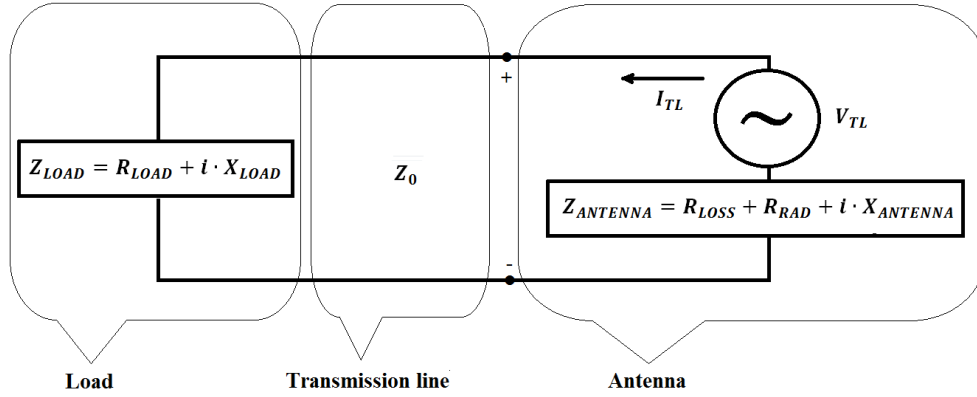 +
I_TL
V_TL
Z_LOAD = R_LOAD + i · X_LOAD
Z_0
Z_ANTENNA = R_LOSS + R_RAD + i · X_ANTENNA
-
Load
Transmission line
Antenna